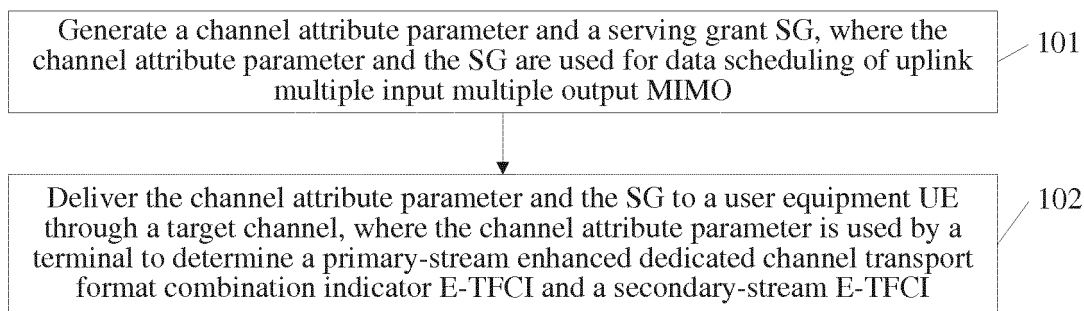 Generate a channel attribute parameter and a serving grant SG, where the
channel attribute parameter and the SG are used for data scheduling of uplink
multiple input multiple output MIMO
101
Deliver the channel attribute parameter and the SG to a user equipment UE
through a target channel, where the channel attribute parameter is used by a
terminal to determine a primary-stream enhanced dedicated channel transport
format combination indicator E-TFCI and a secondary-stream E-TFCI
102